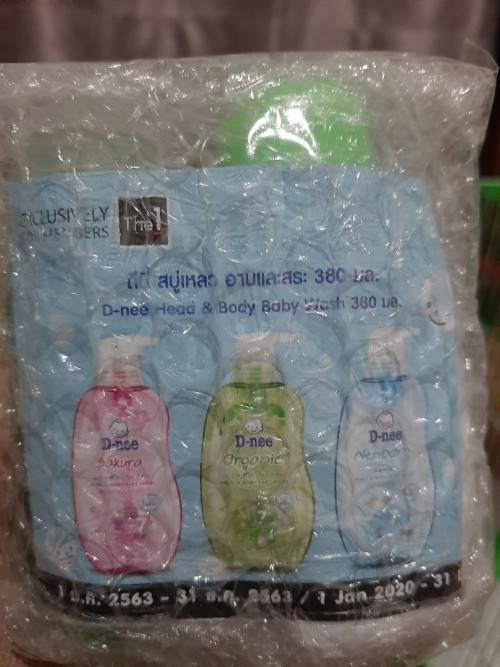 EXCLUSIVELY
MEMBERS
The 1
ดีนี่ สบู่เหลว อาบและสระ 380 มล.
D-nee Head & Body Baby Wash 380 มล.
D-nee
Sakura
D-nee
Organic
D-nee
Newborn
1 ม.ค. 2563 - 31 ธ.ค. 2563 / 1 Jan 2020 - 31